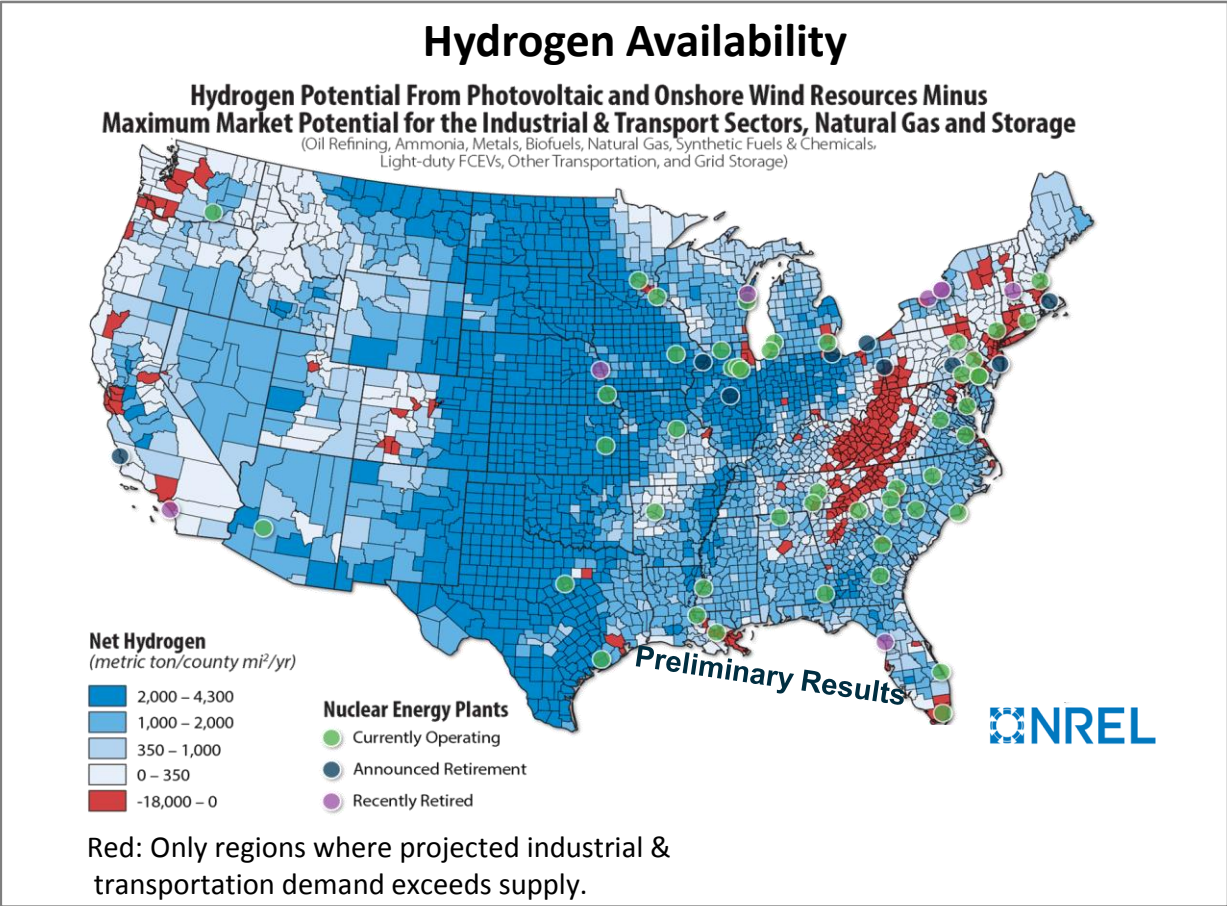 Hydrogen Availability
Hydrogen Potential From Photovoltaic and Onshore Wind Resources Minus
Maximum Market Potential for the Industrial & Transport Sectors, Natural Gas and Storage
(Oil Refining, Ammonia, Metals, Biofuels, Natural Gas, Synthetic Fuels & Chemicals,
Light-duty FCEVs, Other Transportation, and Grid Storage)
Preliminary Results
Net Hydrogen
(metric ton/county mi²/yr)
2,000 – 4,300
1,000 – 2,000
350 – 1,000
0 – 350
-18,000 – 0
Nuclear Energy Plants
Currently Operating
Announced Retirement
Recently Retired
NREL
Red: Only regions where projected industrial &
transportation demand exceeds supply.